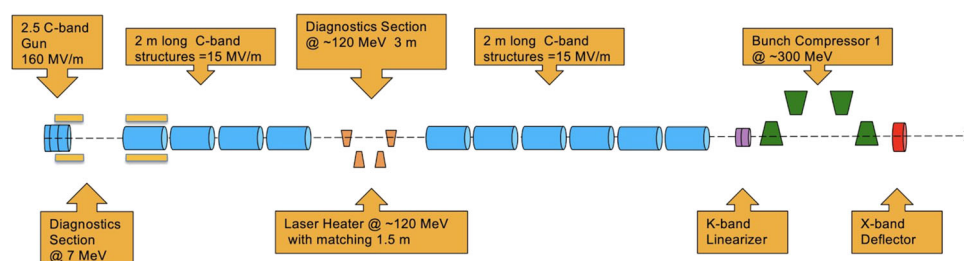 2.5 C-band
Gun
160 MV/m
2 m long C-band
structures =15 MV/m
Diagnostics Section
@ ~120 MeV 3 m
2 m long C-band
structures =15 MV/m
Bunch Compressor 1
@ ~300 MeV
Diagnostics
Section
@ 7 MeV
Laser Heater @ ~120 MeV
with matching 1.5 m
K-band
Linearizer
X-band
Deflector